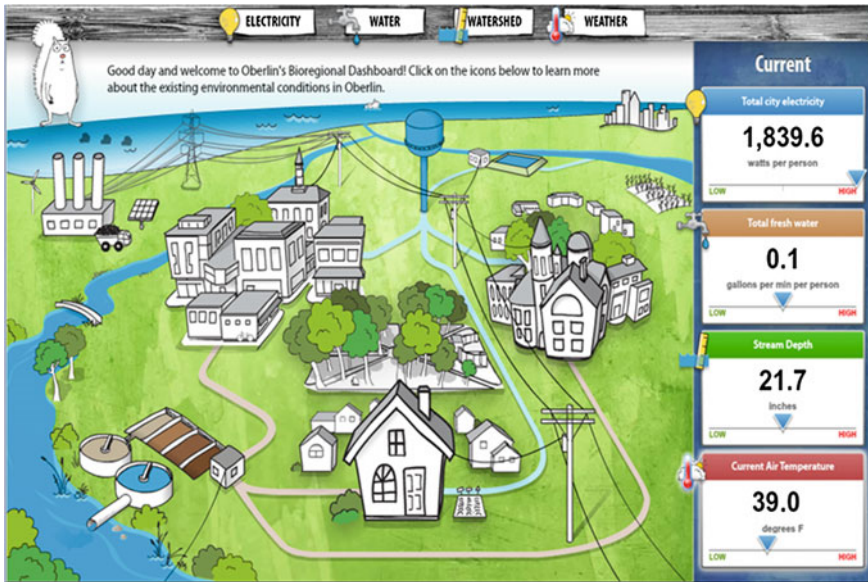 ELECTRICITY
WATER
WATERSHED
WEATHER
Good day and welcome to Oberlin's Bioregional Dashboard! Click on the icons below to learn more
about the existing environmental conditions in Oberlin.
Current
Total city electricity
1,839.6
watts per person
LOW HIGH
Total fresh water
0.1
gallons per min per person
LOW HIGH
Stream Depth
21.7
inches
LOW HIGH
Current Air Temperature
39.0
degrees F
LOW HIGH